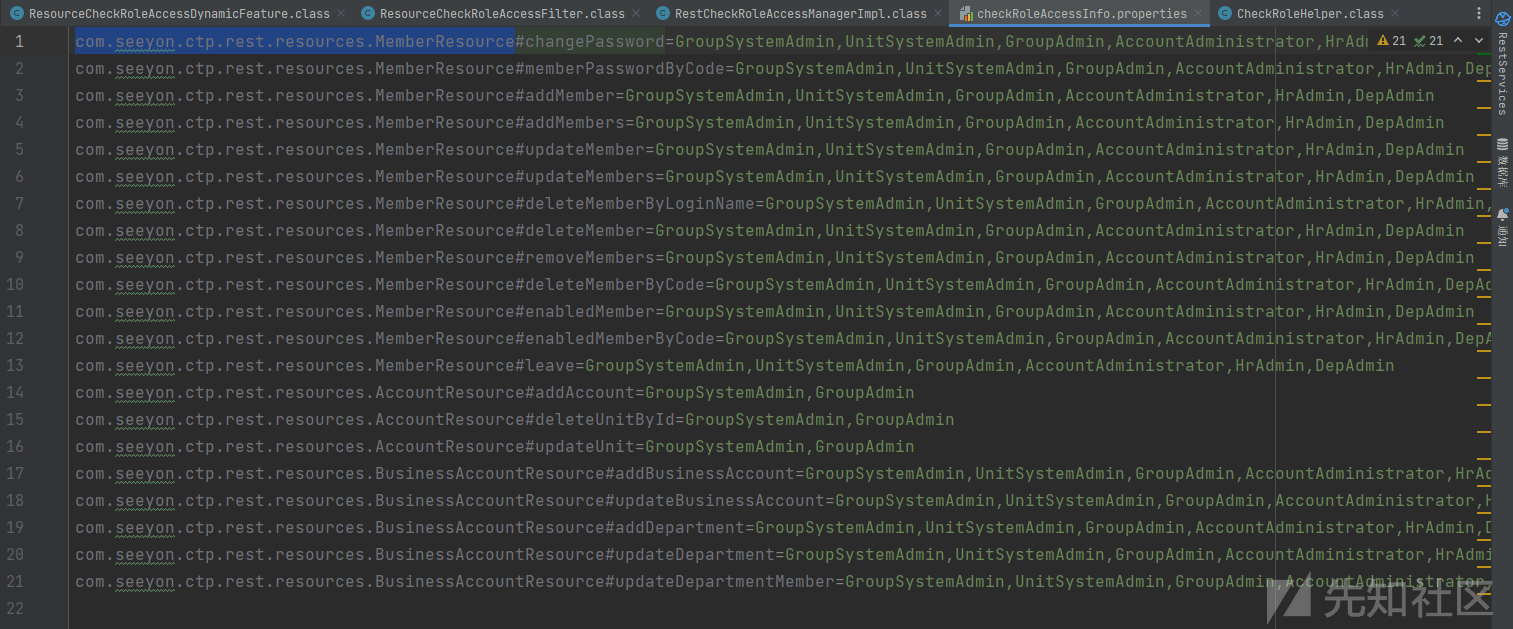 ResourceCheckRoleAccessDynamicFeature.class ResourceCheckRoleAccessFilter.class RestCheckRoleAccessManagerImpl.class checkRoleAccessInfo.properties CheckRoleHelper.class
1 com.seeyon.ctp.rest.resources.MemberResource#changePassword=GroupSystemAdmin,UnitSystemAdmin,GroupAdmin,AccountAdministrator,HrAd 21 21
2 com.seeyon.ctp.rest.resources.MemberResource#memberPasswordByCode=GroupSystemAdmin,UnitSystemAdmin,GroupAdmin,AccountAdministrator,HrAdmin,Dep
3 com.seeyon.ctp.rest.resources.MemberResource#addMember=GroupSystemAdmin,UnitSystemAdmin,GroupAdmin,AccountAdministrator,HrAdmin,DepAdmin
4 com.seeyon.ctp.rest.resources.MemberResource#addMembers=GroupSystemAdmin,UnitSystemAdmin,GroupAdmin,AccountAdministrator,HrAdmin,DepAdmin
5 com.seeyon.ctp.rest.resources.MemberResource#updateMember=GroupSystemAdmin,UnitSystemAdmin,GroupAdmin,AccountAdministrator,HrAdmin,DepAdmin
6 com.seeyon.ctp.rest.resources.MemberResource#updateMembers=GroupSystemAdmin,UnitSystemAdmin,GroupAdmin,AccountAdministrator,HrAdmin,DepAdmin
7 com.seeyon.ctp.rest.resources.MemberResource#deleteMemberByLoginName=GroupSystemAdmin,UnitSystemAdmin,GroupAdmin,AccountAdministrator,HrAdmin,
8 com.seeyon.ctp.rest.resources.MemberResource#deleteMember=GroupSystemAdmin,UnitSystemAdmin,GroupAdmin,AccountAdministrator,HrAdmin,DepAdmin
9 com.seeyon.ctp.rest.resources.MemberResource#removeMembers=GroupSystemAdmin,UnitSystemAdmin,GroupAdmin,AccountAdministrator,HrAdmin,DepAdmin
10 com.seeyon.ctp.rest.resources.MemberResource#deleteMemberByCode=GroupSystemAdmin,UnitSystemAdmin,GroupAdmin,AccountAdministrator,HrAdmin,DepAd
11 com.seeyon.ctp.rest.resources.MemberResource#enabledMember=GroupSystemAdmin,UnitSystemAdmin,GroupAdmin,AccountAdministrator,HrAdmin,DepAdmin
12 com.seeyon.ctp.rest.resources.MemberResource#enabledMemberByCode=GroupSystemAdmin,UnitSystemAdmin,GroupAdmin,AccountAdministrator,HrAdmin,DepA
13 com.seeyon.ctp.rest.resources.MemberResource#leave=GroupSystemAdmin,UnitSystemAdmin,GroupAdmin,AccountAdministrator,HrAdmin,DepAdmin
14 com.seeyon.ctp.rest.resources.AccountResource#addAccount=GroupSystemAdmin,GroupAdmin
15 com.seeyon.ctp.rest.resources.AccountResource#deleteUnitById=GroupSystemAdmin,GroupAdmin
16 com.seeyon.ctp.rest.resources.AccountResource#updateUnit=GroupSystemAdmin,GroupAdmin
17 com.seeyon.ctp.rest.resources.BusinessAccountResource#addBusinessAccount=GroupSystemAdmin,UnitSystemAdmin,GroupAdmin,AccountAdministrator,HrAd
18 com.seeyon.ctp.rest.resources.BusinessAccountResource#updateBusinessAccount=GroupSystemAdmin,UnitSystemAdmin,GroupAdmin,AccountAdministrator,H
19 com.seeyon.ctp.rest.resources.BusinessAccountResource#addDepartment=GroupSystemAdmin,UnitSystemAdmin,GroupAdmin,AccountAdministrator,HrAdmin,D
20 com.seeyon.ctp.rest.resources.BusinessAccountResource#updateDepartment=GroupSystemAdmin,UnitSystemAdmin,GroupAdmin,AccountAdministrator,HrAdmi
21 com.seeyon.ctp.rest.resources.BusinessAccountResource#updateDepartmentMember=GroupSystemAdmin,UnitSystemAdmin,GroupAdmin,AccountAdministrator
22
RestServices
数据库
通知
先知社区